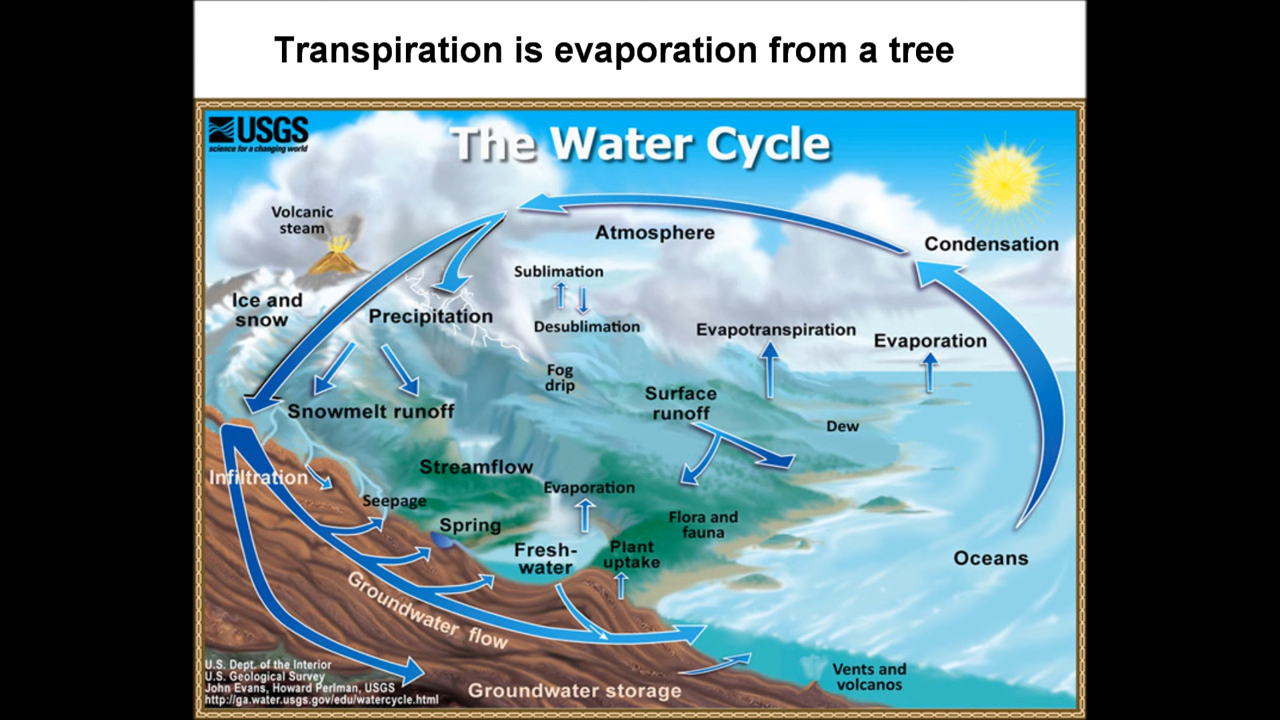 Transpiration is evaporation from a tree
USGS
science for a changing world
The Water Cycle
Volcanic
steam
Atmosphere
Condensation
Sublimation
Ice and
snow
Precipitation
Desublimation
Evapotranspiration
Evaporation
Fog
drip
Surface
runoff
Snowmelt runoff
Dew
Infiltration
Streamflow
Evaporation
Seepage
Spring
Flora and
fauna
Fresh-
water
Plant
uptake
Oceans
Groundwater flow
U.S. Dept. of the Interior
U.S. Geological Survey
John Evans, Howard Perlman, USGS
http://ga.water.usgs.gov/edu/watercycle.html
Groundwater storage
Vents and
volcanos